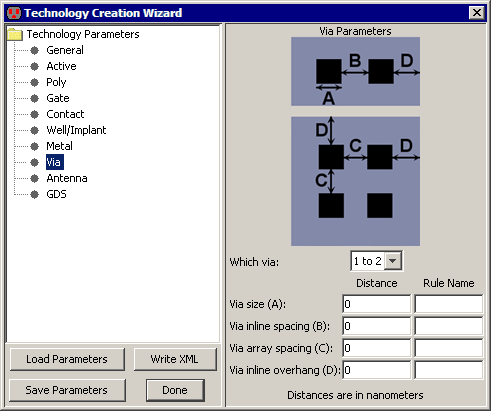 Technology Creation Wizard
Technology Parameters
General
Active
Poly
Gate
Contact
Well/Implant
Metal
Via
Antenna
GDS
Load Parameters
Write XML
Save Parameters
Done
Via Parameters
B
D
A
D
C
D
C
Which via:
1 to 2
Distance
Rule Name
Via size (A):
0
Via inline spacing (B):
0
Via array spacing (C):
0
Via inline overhang (D):
0
Distances are in nanometers